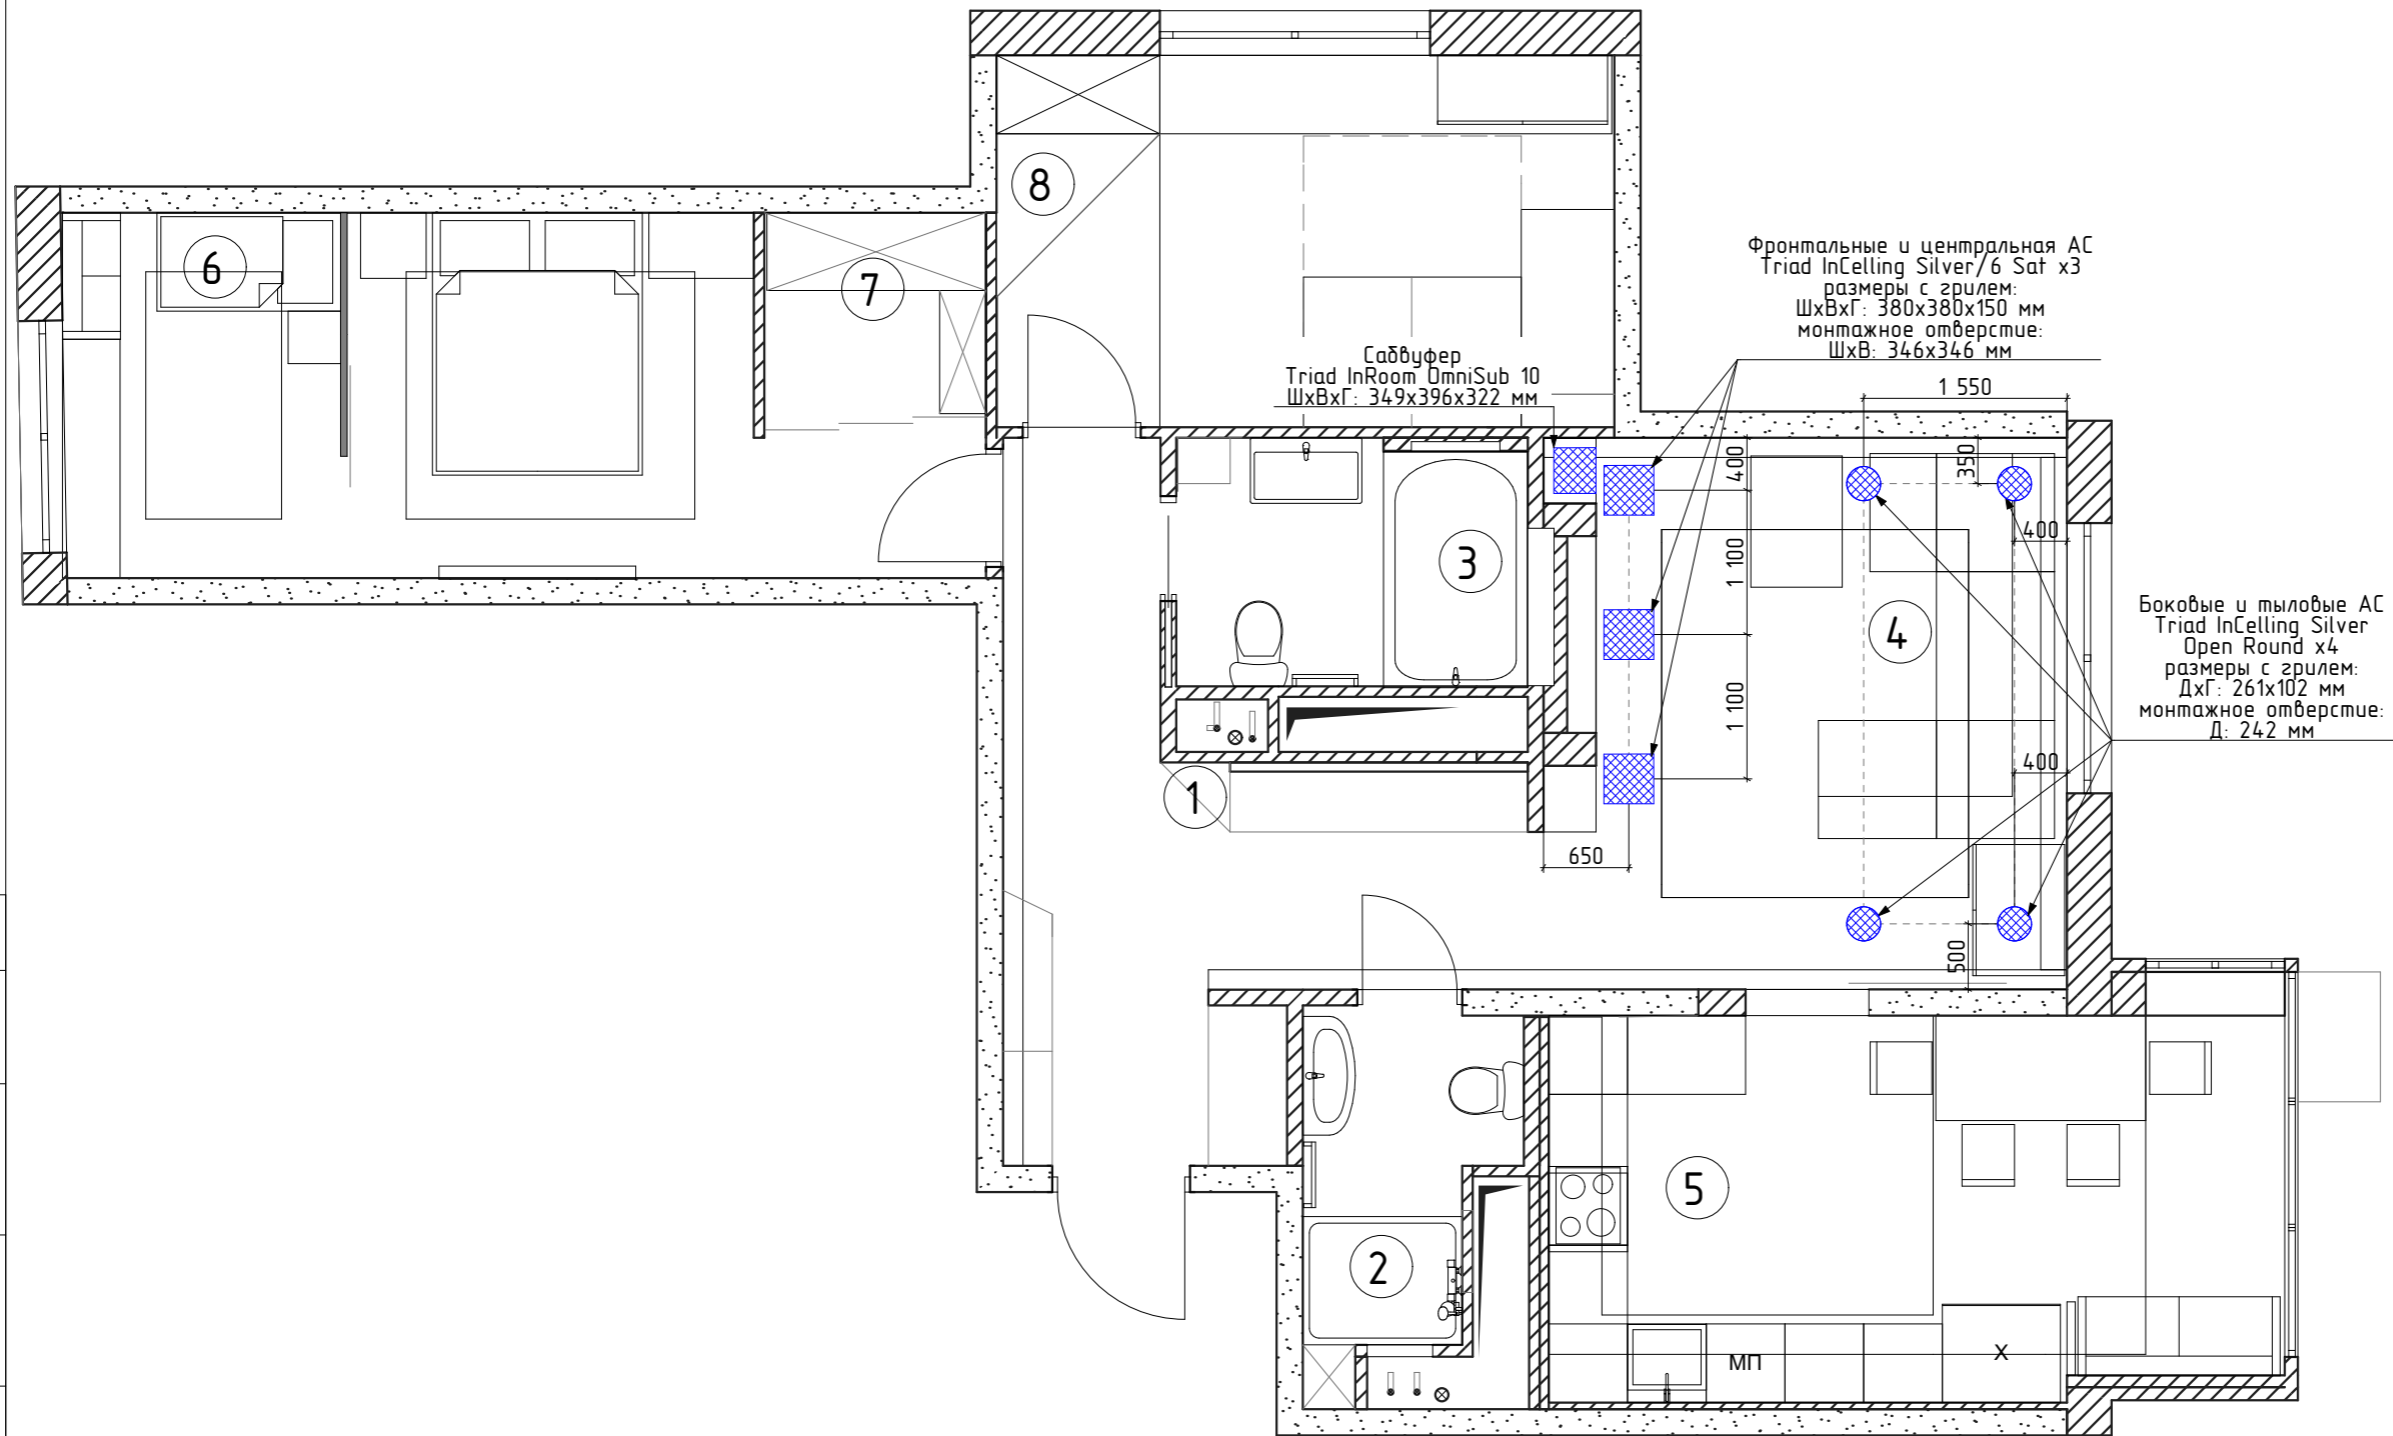 8
6
7
Фронтальные и центральная АС
Triad InCelling Silver/6 Sat x3
размеры с грилем:
ШхВхГ: 380х380х150 мм
монтажное отверстие:
ШхВ: 346х346 мм
Сабвуфер
Triad InRoom OmniSub 10
ШхВхГ: 349х396х322 мм
1 550
400
350
400
1 100
3
4
Боковые и тыловые АС
Triad InCelling Silver
Open Round x4
размеры с грилем:
ДхГ: 261х102 мм
монтажное отверстие:
Д: 242 мм
1 100
400
1
650
500
5
2
МП
Х